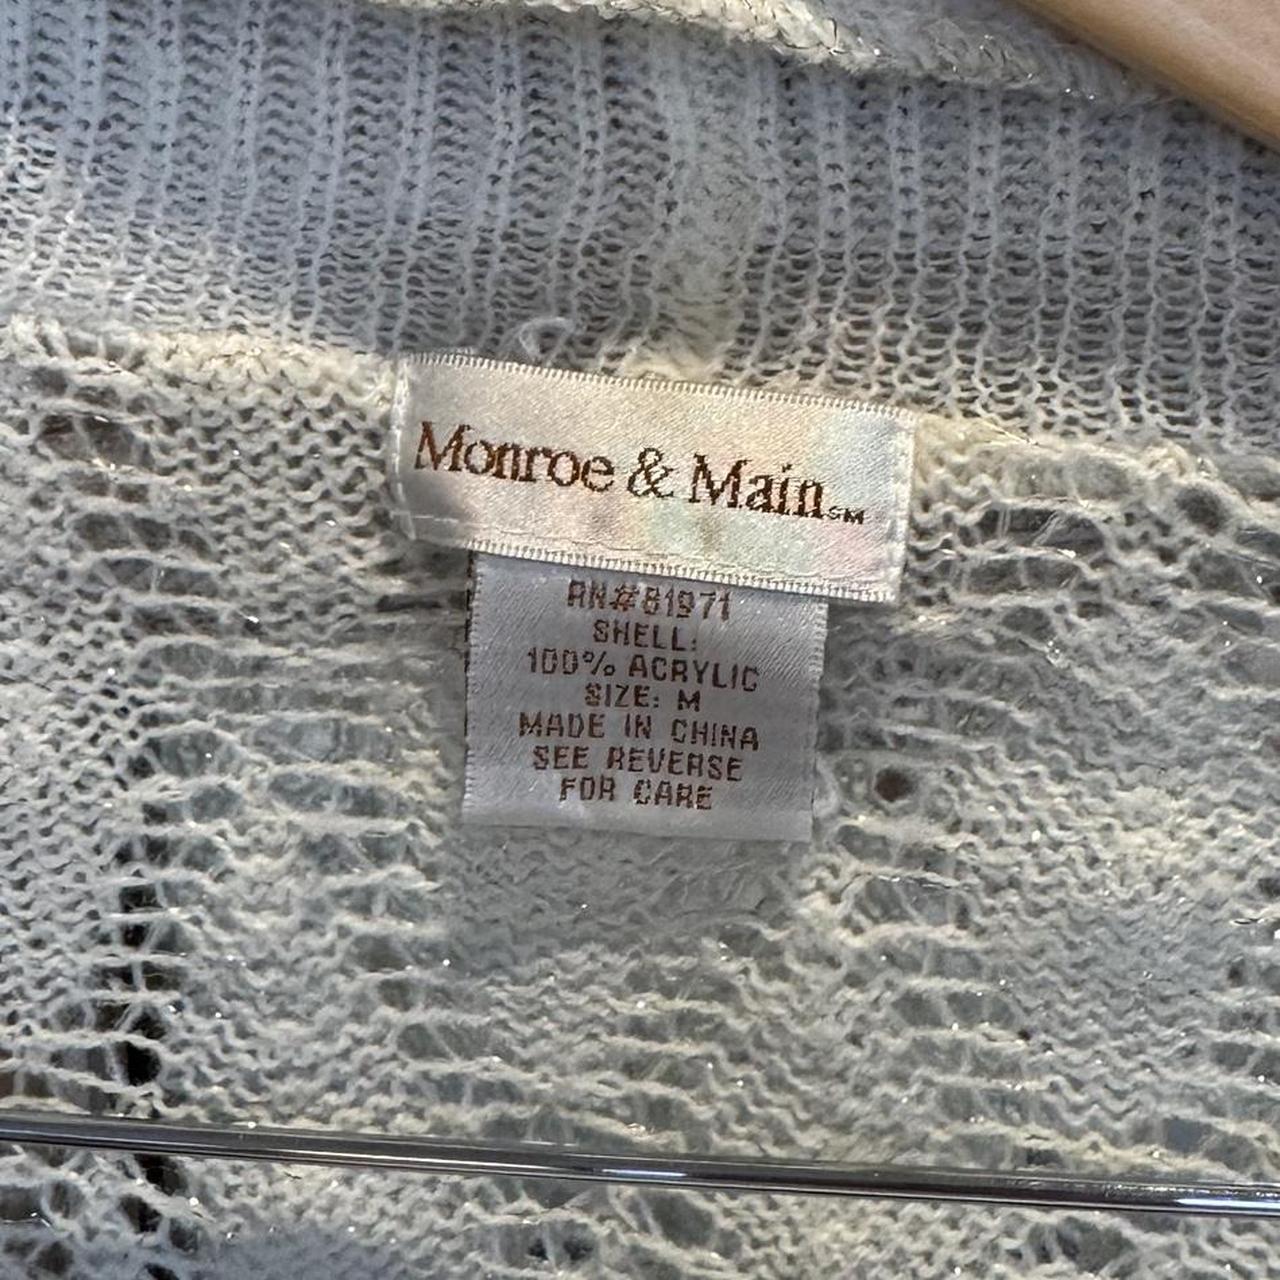 Monroe & Main SM
RN#81971
SHELL:
100% ACRYLIC
SIZE: M
MADE IN CHINA
SEE REVERSE
FOR CARE